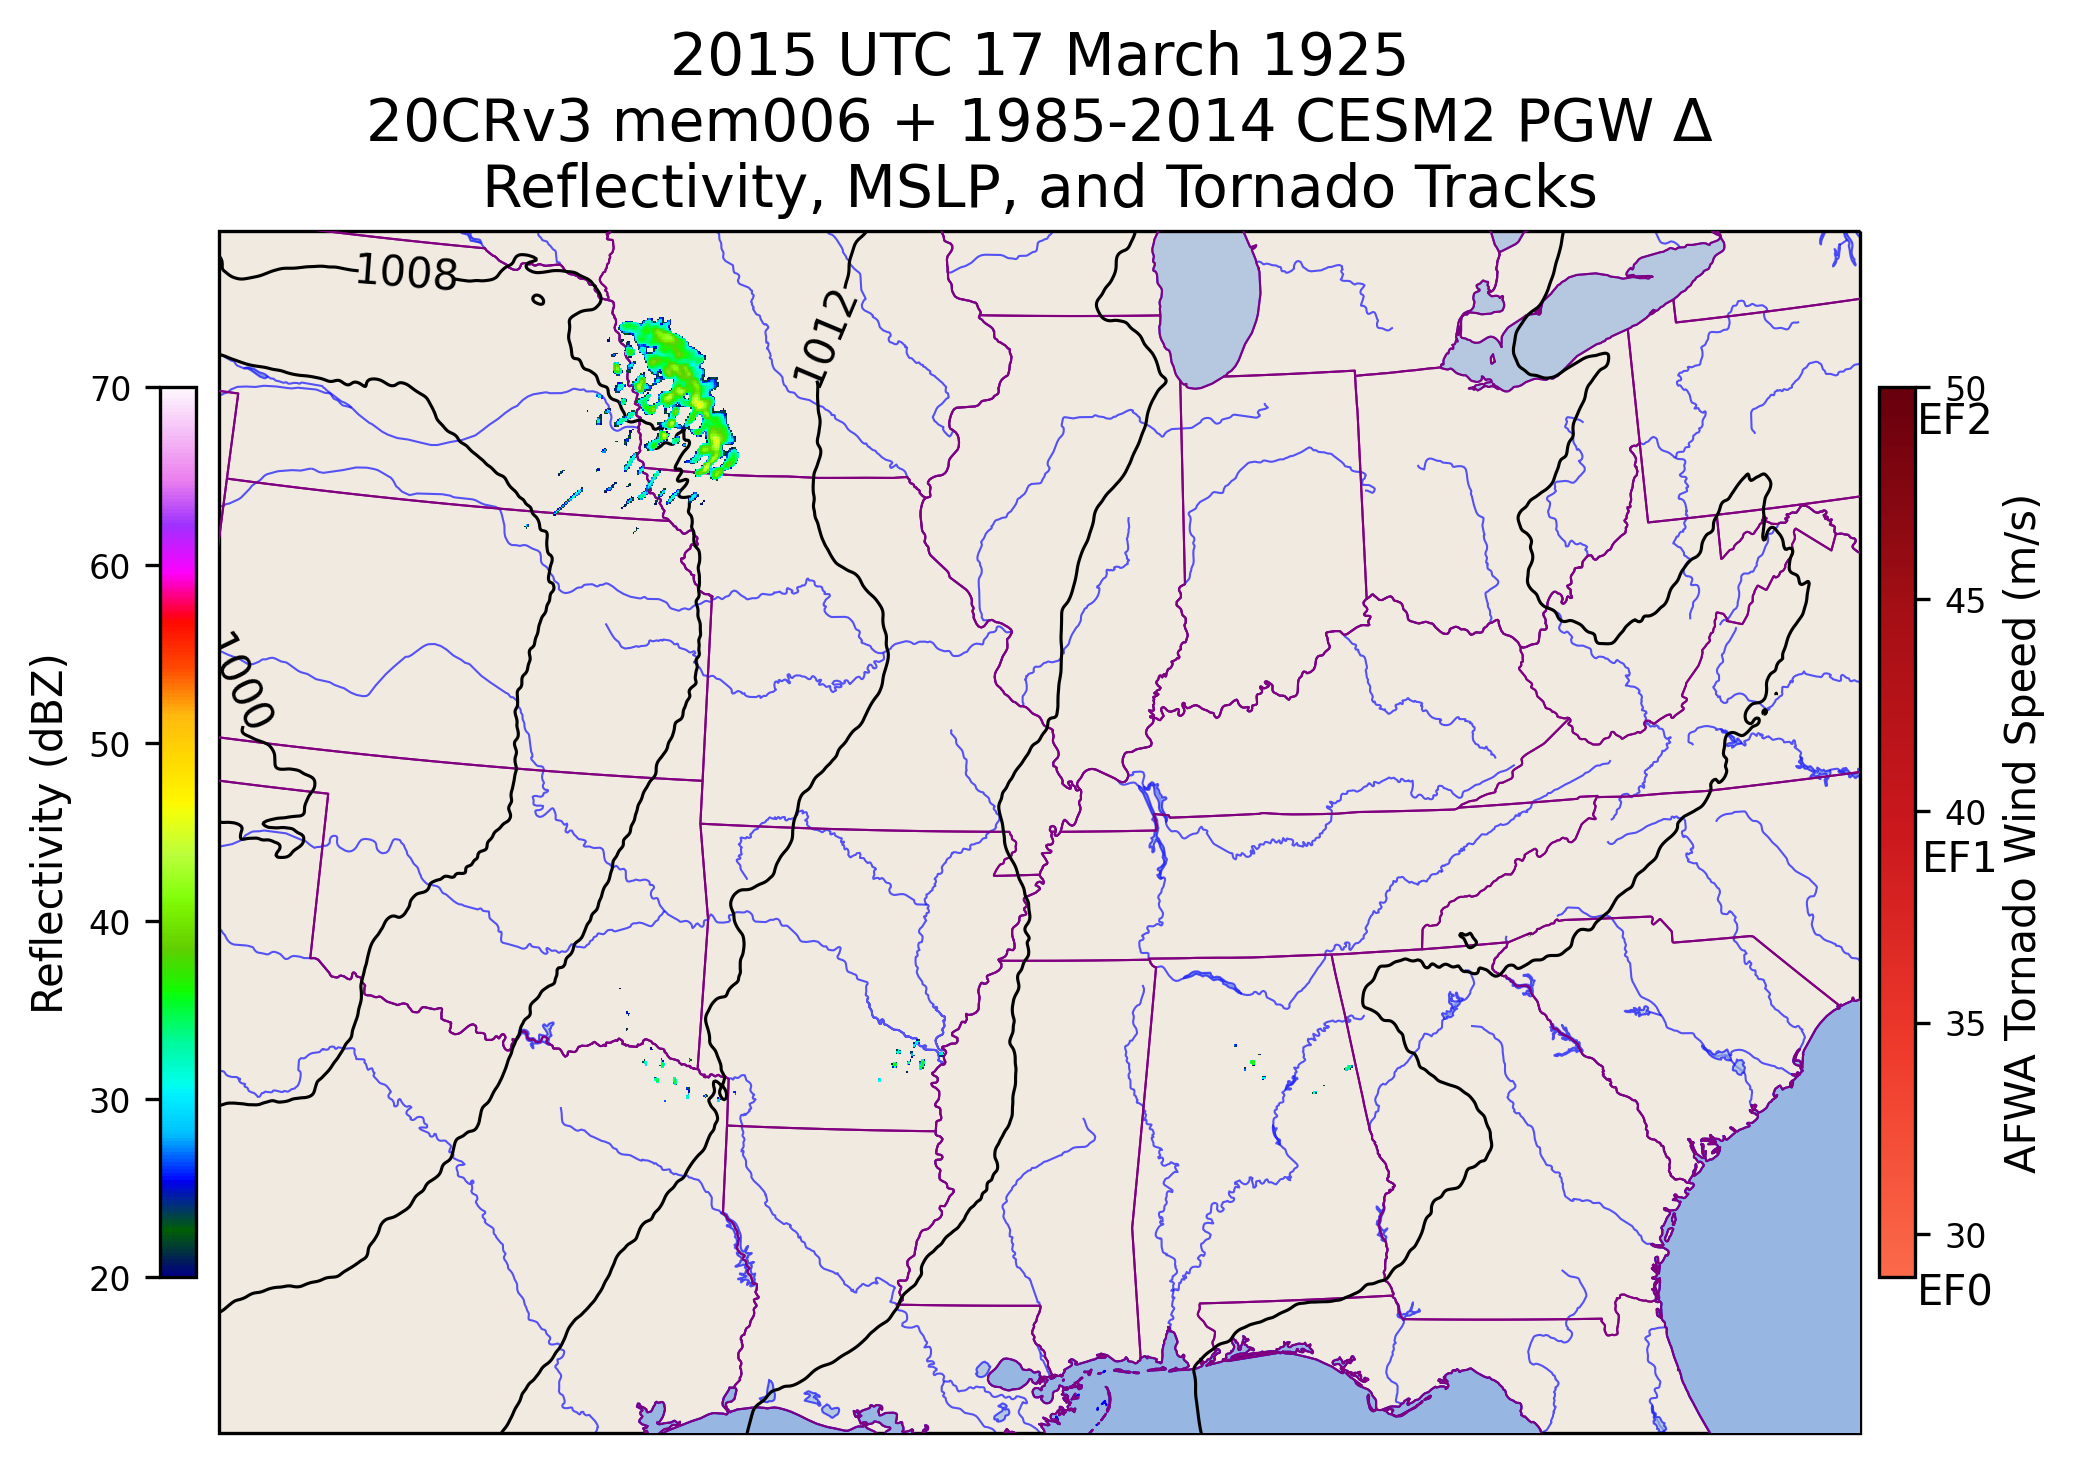 2015 UTC 17 March 1925
20CRv3 mem006 + 1985-2014 CESM2 PGW Δ
Reflectivity, MSLP, and Tornado Tracks
1008
1012
1000
70
60
50
40
30
20
Reflectivity (dBZ)
50
EF2
45
40
EF1
35
30
EF0
AFWA Tornado Wind Speed (m/s)